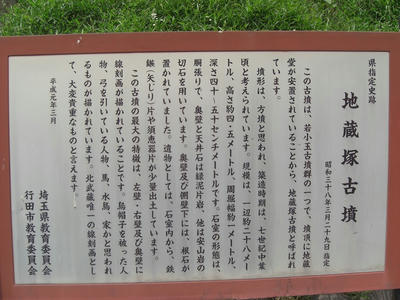 県指定史跡
地蔵塚古墳
昭和三十八年三月二十九日 指定
この古墳は、若小玉古墳群の一つで、墳頂に地蔵
堂が安置されていることから、地蔵塚古墳と呼ばれ
ています。
墳形は、方墳と思われ、築造時期は、七世紀中葉
頃と考えられています。規模は、一辺約二十八メー
トル、高さ約四・五メートル、周堀幅約一メートル、
深さ四十〜五十センチメートルです。石室の形態は、
胴張りで、奥壁と天井石は緑泥片岩、他は安山岩の
切石を用いています。奥壁及び側壁下には、根石が
置かれていました。遺物としては、石室内から、鉄
鏃(矢じり)片や須恵器片が少量出土しています。
この古墳の最大の特徴は、左壁、右壁及び奥壁に
線刻画が描かれていることです。烏帽子を被った人
物、弓を引いている人物、馬、水鳥、家かと思われ
るものが描かれています。北武蔵唯一の線刻画とし
て、大変貴重なものと言えます。
平成元年三月
埼玉県教育委員会
行田市教育委員会